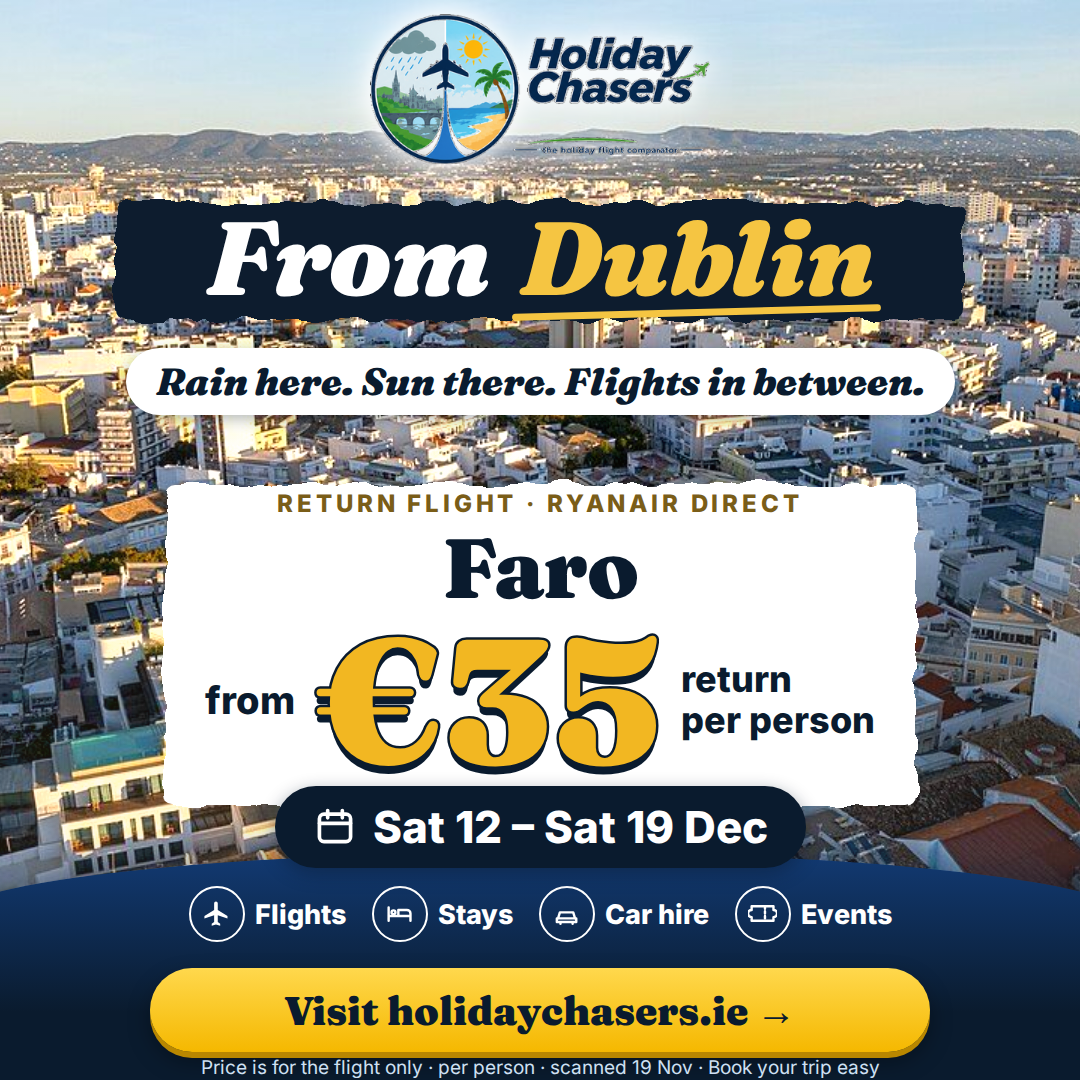 Holiday
Chasers
the holiday flight comparator
From Dublin
Rain here. Sun there. Flights in between.
RETURN FLIGHT · RYANAIR DIRECT
Faro
from €35 return
per person
Sat 12 – Sat 19 Dec
Flights Stays Car hire Events
Visit holidaychasers.ie →
Price is for the flight only · per person · scanned 19 Nov · Book your trip easy